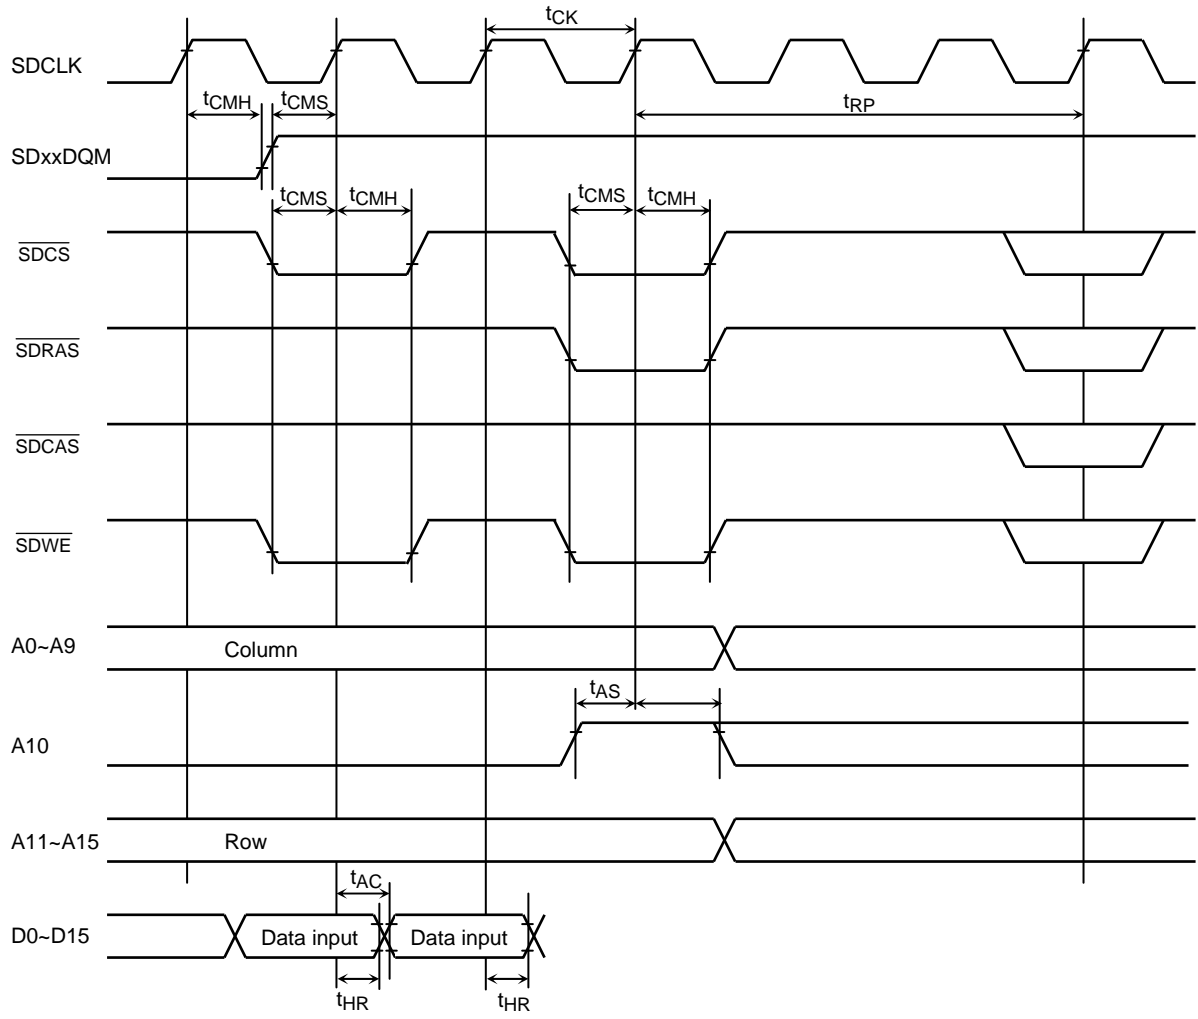 tCK
SDCLK
tCMH tCMS tRP
SDxxDQM
tCMS tCMH tCMS tCMH
SDCS
SDRAS
SDCAS
SDWE
A0~A9 Column
tAS
A10
A11~A15 Row
tAC
D0~D15 Data input Data input
tHR tHR